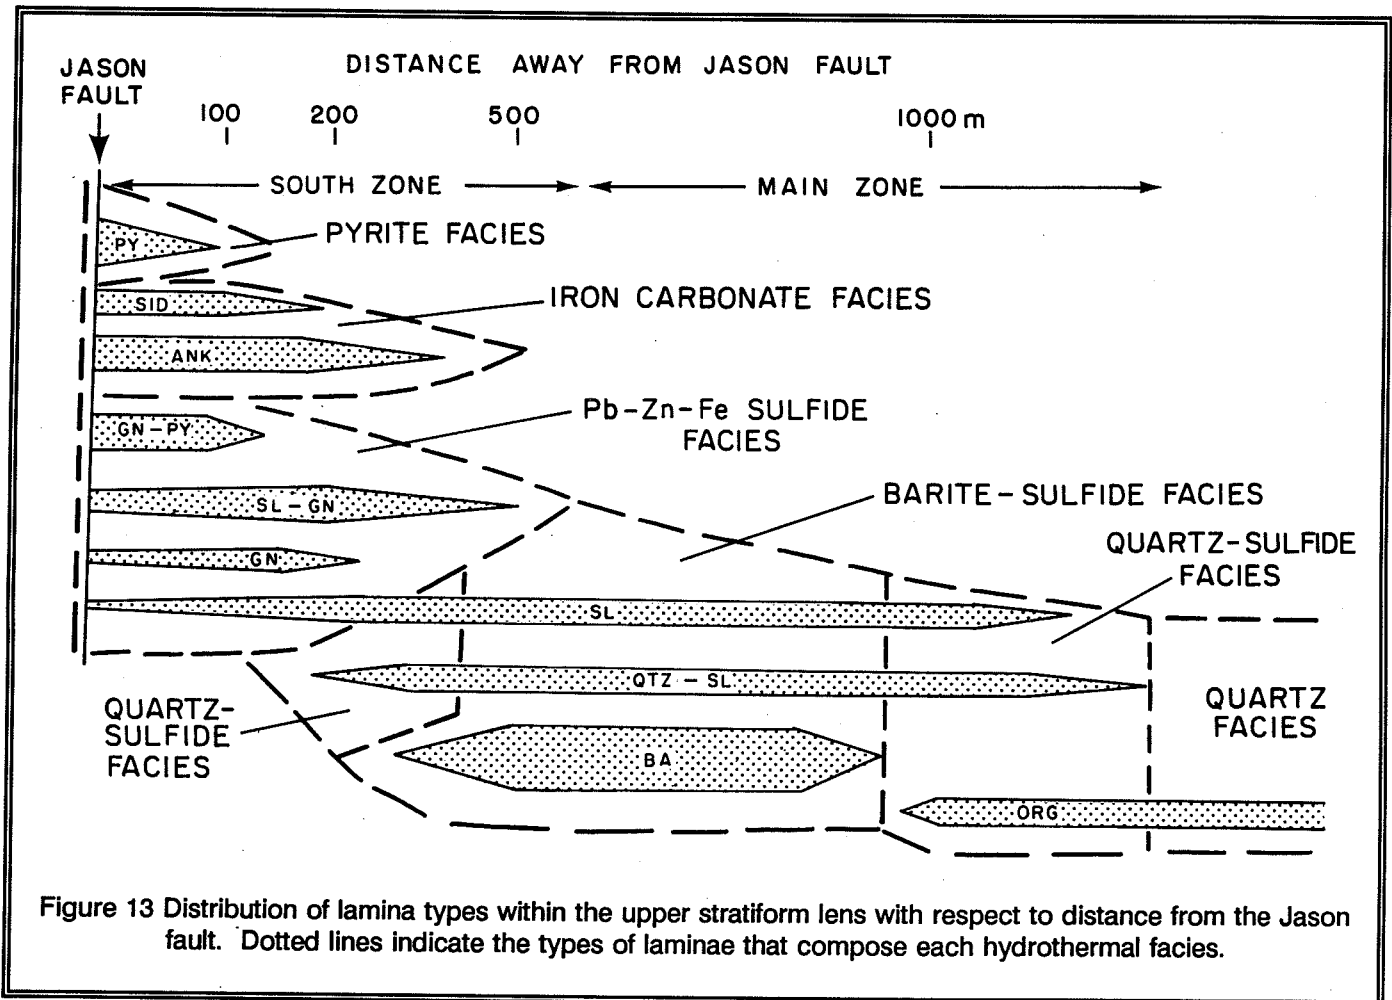 DISTANCE AWAY FROM JASON FAULT
JASON
FAULT
100 200 500 1000 m
SOUTH ZONE MAIN ZONE
PY
PYRITE FACIES
SID
IRON CARBONATE FACIES
ANK
GN-PY
Pb-Zn-Fe SULFIDE
FACIES
SL-GN
BARITE-SULFIDE FACIES
GN
QUARTZ-SULFIDE
FACIES
SL
QTZ-SL
QUARTZ
FACIES
QUARTZ-
SULFIDE
FACIES
BA
ORG
Figure 13 Distribution of lamina types within the upper stratiform lens with respect to distance from the Jason
fault. Dotted lines indicate the types of laminae that compose each hydrothermal facies.